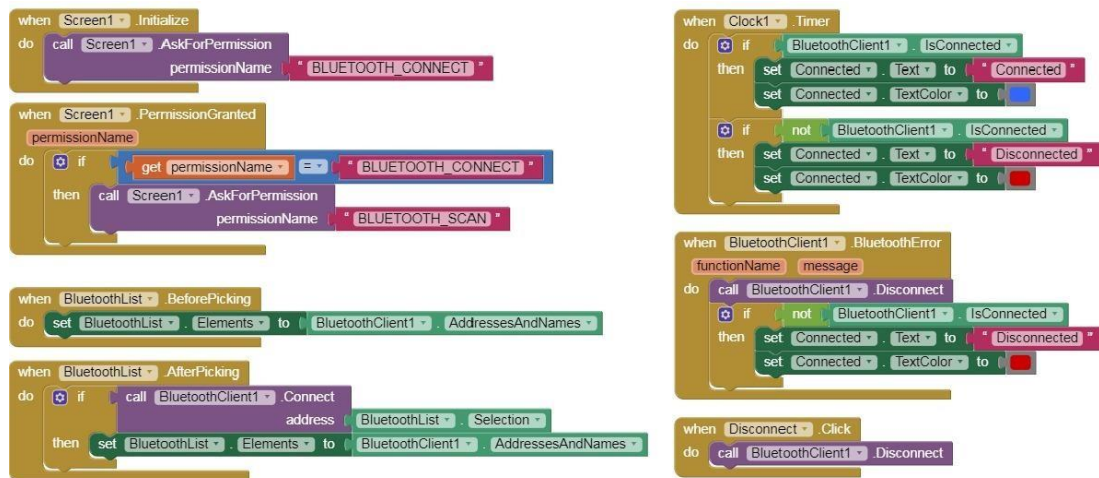 when Screen1 .Initialize
do call Screen1 .AskForPermission
permissionName " BLUETOOTH_CONNECT "
when Screen1 .PermissionGranted
permissionName
do if get permissionName = " BLUETOOTH_CONNECT "
then call Screen1 .AskForPermission
permissionName " BLUETOOTH_SCAN "
when BluetoothList .BeforePicking
do set BluetoothList . Elements to BluetoothClient1 . AddressesAndNames
when BluetoothList .AfterPicking
do if call BluetoothClient1 .Connect
address BluetoothList . Selection
then set BluetoothList . Elements to BluetoothClient1 . AddressesAndNames
when Clock1 .Timer
do if BluetoothClient1 . IsConnected
then set Connected . Text to " Connected "
set Connected . TextColor to
if not BluetoothClient1 . IsConnected
then set Connected . Text to " Disconnected "
set Connected . TextColor to
when BluetoothClient1 .BluetoothError
functionName message
do call BluetoothClient1 .Disconnect
if not BluetoothClient1 . IsConnected
then set Connected . Text to " Disconnected "
set Connected . TextColor to
when Disconnect .Click
do call BluetoothClient1 .Disconnect